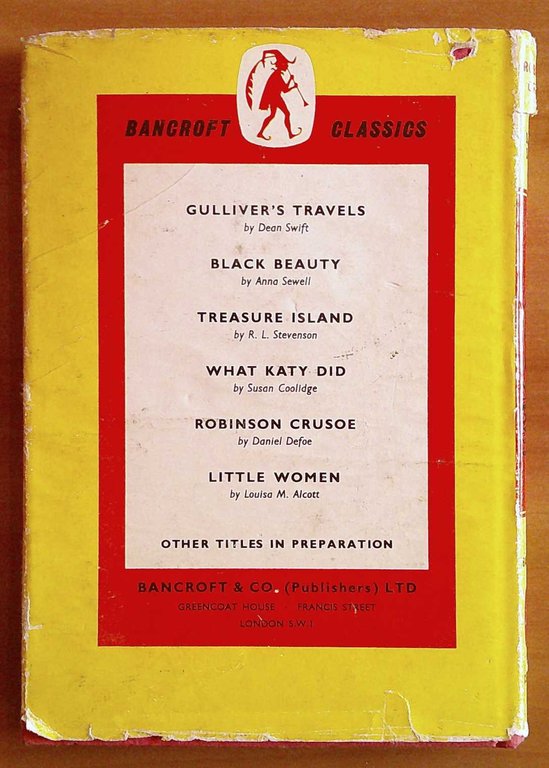 BANCROFT CLASSICS
GULLIVER'S TRAVELS
by Dean Swift
BLACK BEAUTY
by Anna Sewell
TREASURE ISLAND
by R. L. Stevenson
WHAT KATY DID
by Susan Coolidge
ROBINSON CRUSOE
by Daniel Defoe
LITTLE WOMEN
by Louisa M. Alcott
OTHER TITLES IN PREPARATION
BANCROFT & CO. (Publishers) LTD
GREENCOAT HOUSE · FRANCIS STREET
LONDON S.W.1